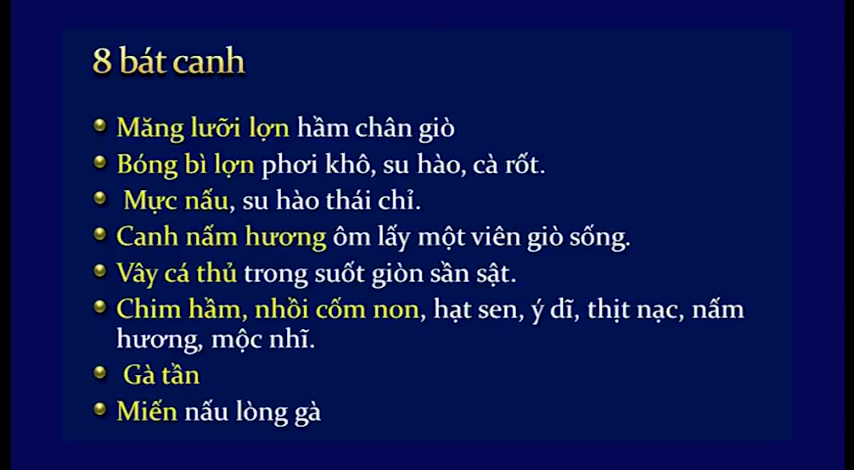 8 bát canh
Măng lưỡi lợn hầm chân giò
Bóng bì lợn phơi khô, su hào, cà rốt.
Mực nấu, su hào thái chỉ.
Canh nấm hương ôm lấy một viên giò sống.
Vây cá thủ trong suốt giòn sần sật.
Chim hầm, nhồi cốm non, hạt sen, ý dĩ, thịt nạc, nấm
hương, mộc nhĩ.
Gà tần
Miến nấu lòng gà